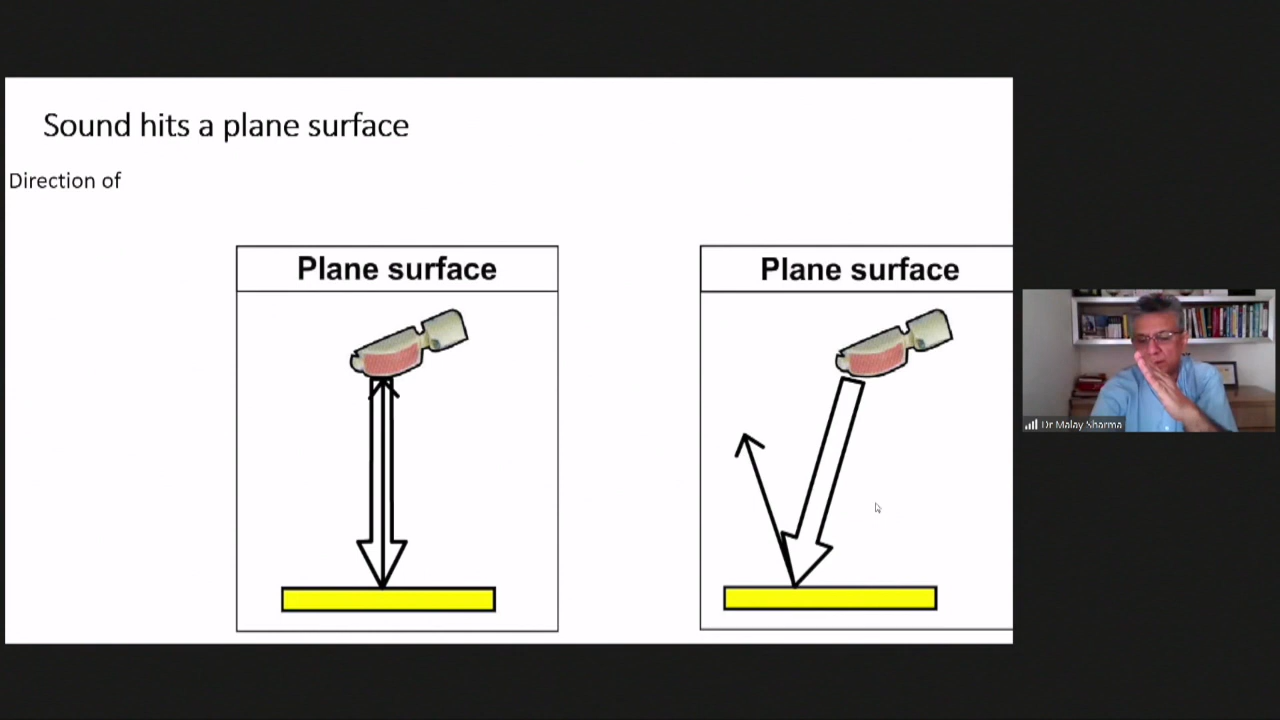 Sound hits a plane surface
Direction of
Plane surface
Plane surface
Dr Malay Sharma